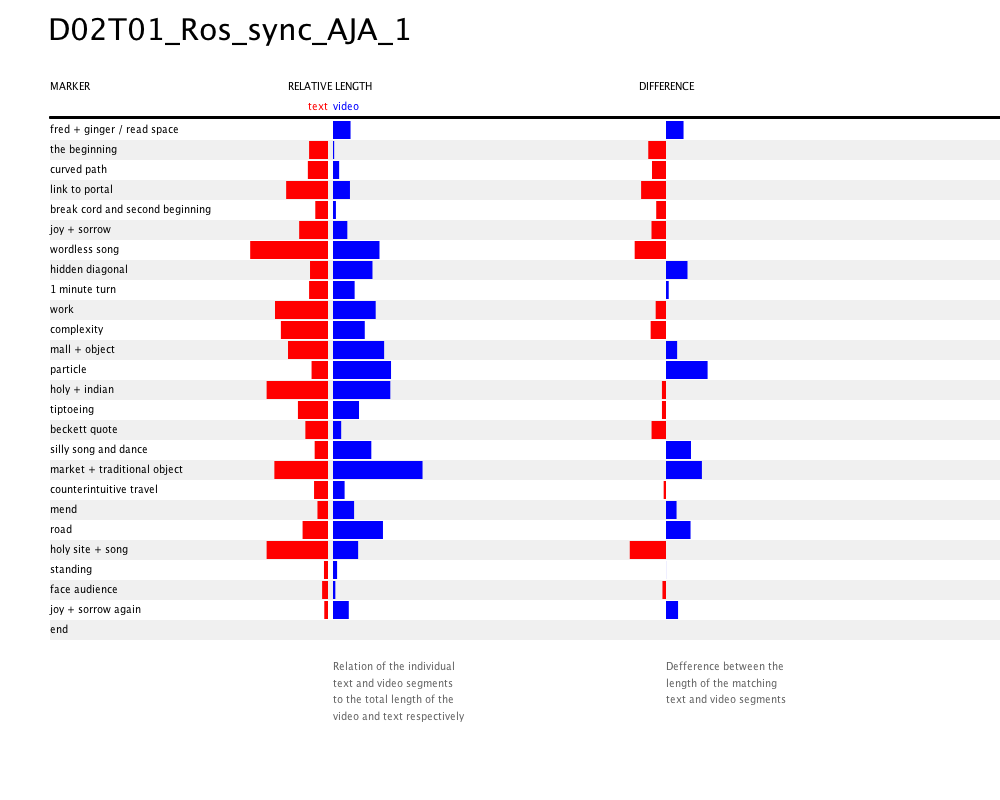 D02T01_Ros_sync_AJA_1
MARKER RELATIVE LENGTH DIFFERENCE
text video
fred + ginger / read space
the beginning
curved path
link to portal
break cord and second beginning
joy + sorrow
wordless song
hidden diagonal
1 minute turn
work
complexity
mall + object
particle
holy + indian
tiptoeing
beckett quote
silly song and dance
market + traditional object
counterintuitive travel
mend
road
holy site + song
standing
face audience
joy + sorrow again
end
Relation of the individual
text and video segments
to the total length of the
video and text respectively
Defference between the
length of the matching
text and video segments